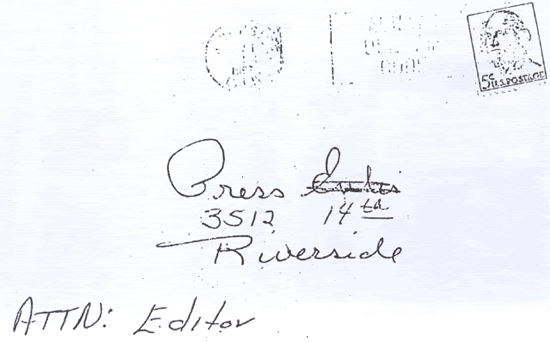 5¢ U.S. POSTAGE
Press
3512 14th
Riverside
ATTN: Editor